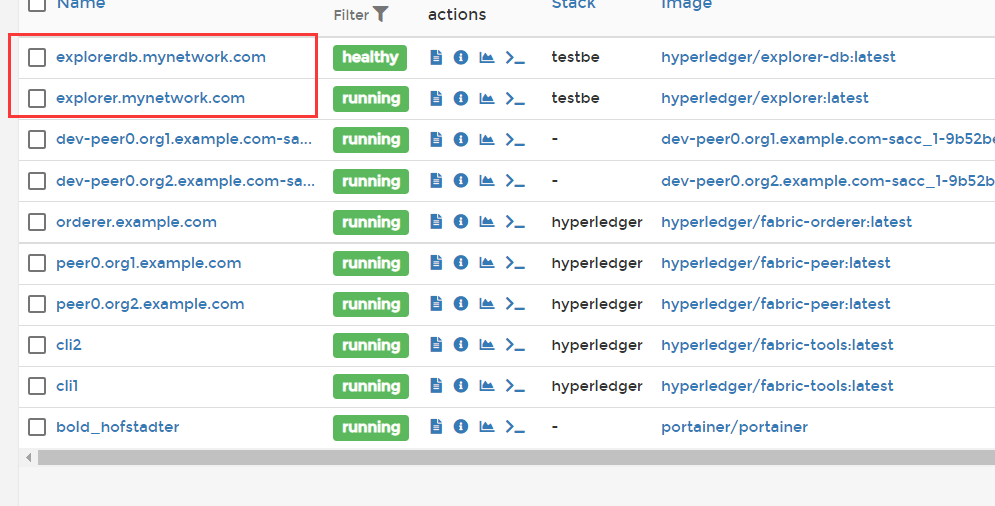 Name Filter actions Stack Image
explorerdb.mynetwork.com healthy testbe hyperledger/explorer-db:latest
explorer.mynetwork.com running testbe hyperledger/explorer:latest
dev-peer0.org1.example.com-sa... running - dev-peer0.org1.example.com-sacc_1-9b52be
dev-peer0.org2.example.com-sa... running - dev-peer0.org2.example.com-sacc_1-9b52b
orderer.example.com running hyperledger hyperledger/fabric-orderer:latest
peer0.org1.example.com running hyperledger hyperledger/fabric-peer:latest
peer0.org2.example.com running hyperledger hyperledger/fabric-peer:latest
cli2 running hyperledger hyperledger/fabric-tools:latest
cli1 running hyperledger hyperledger/fabric-tools:latest
bold_hofstadter running - portainer/portainer